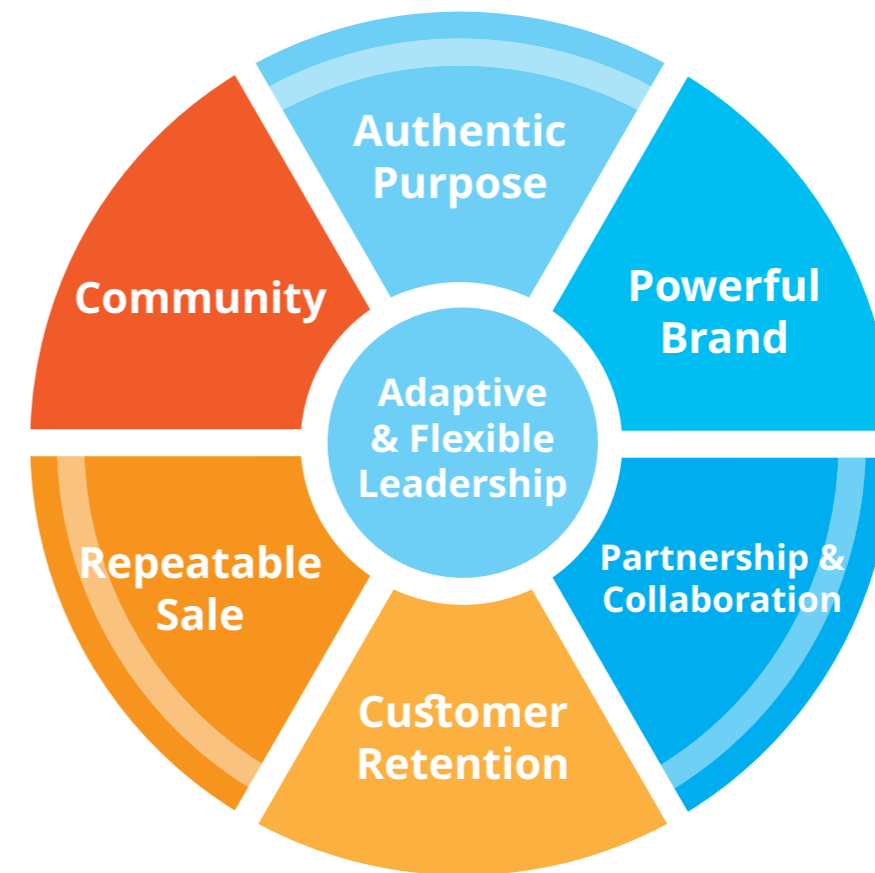 Authentic
Purpose
Powerful
Brand
Partnership &
Collaboration
Customer
Retention
Repeatable
Sale
Community
Adaptive
& Flexible
Leadership